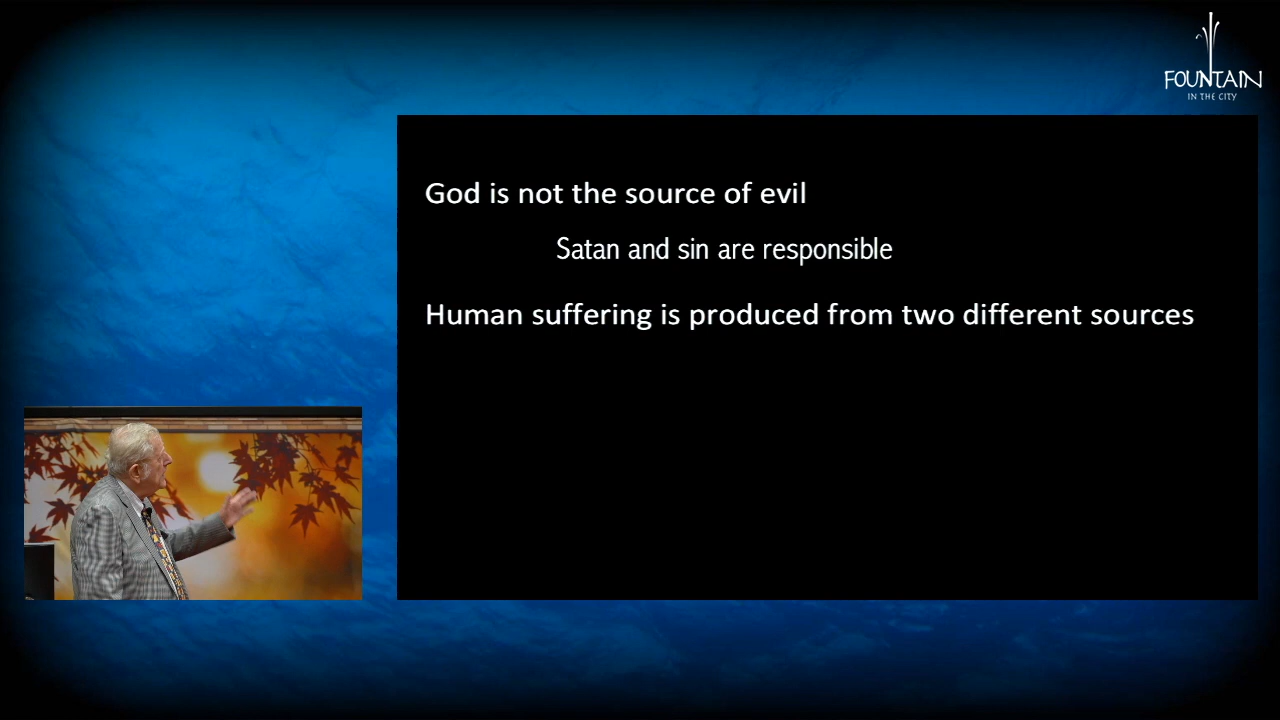 FOUNTAIN
IN THE CITY
God is not the source of evil
Satan and sin are responsible
Human suffering is produced from two different sources